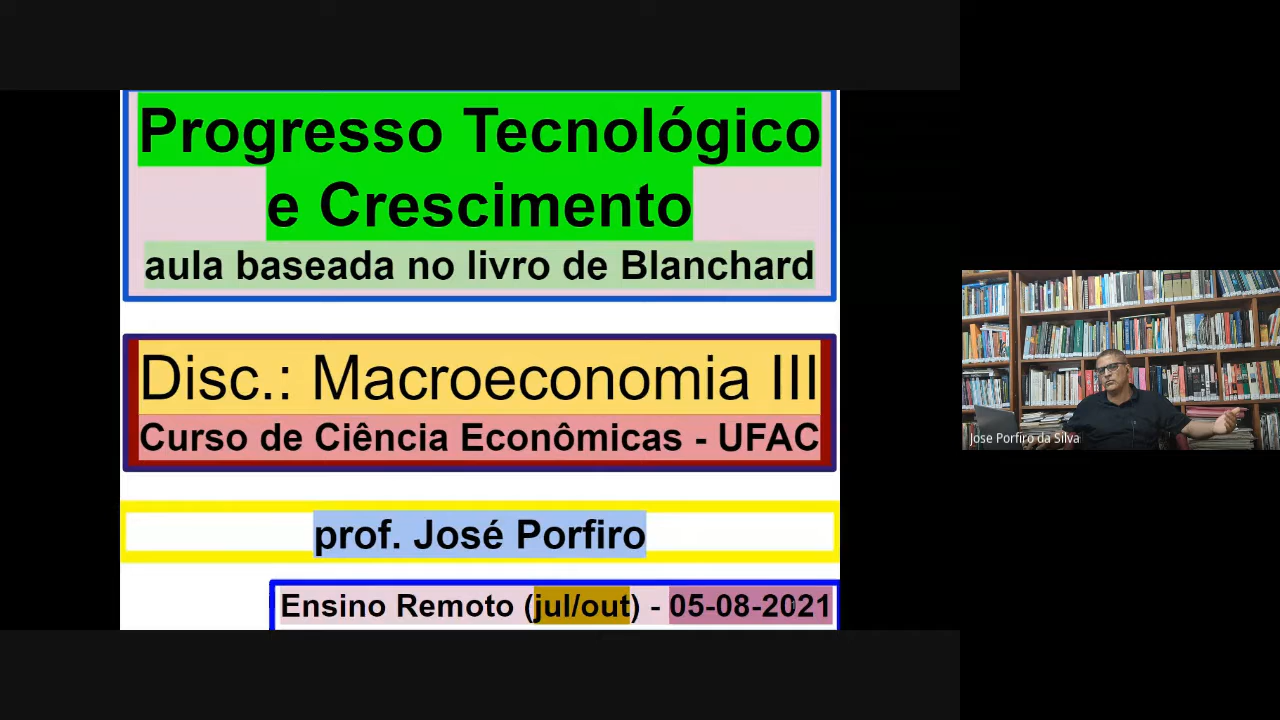 Progresso Tecnológico
e Crescimento
aula baseada no livro de Blanchard
Disc.: Macroeconomia III
Curso de Ciência Econômicas - UFAC
prof. José Porfiro
Ensino Remoto (jul/out) - 05-08-2021
Jose Porfiro da Silva